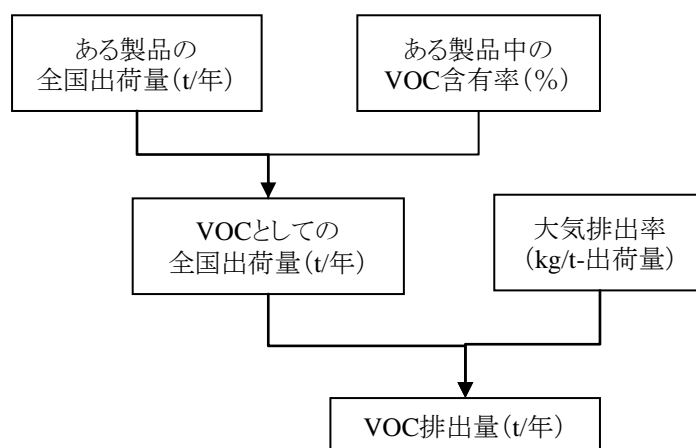 ある製品の
全国出荷量（t/年）
ある製品中の
VOC含有率（％）
VOCとしての
全国出荷量（t/年）
大気排出率
（kg/t-出荷量）
VOC排出量（t/年）